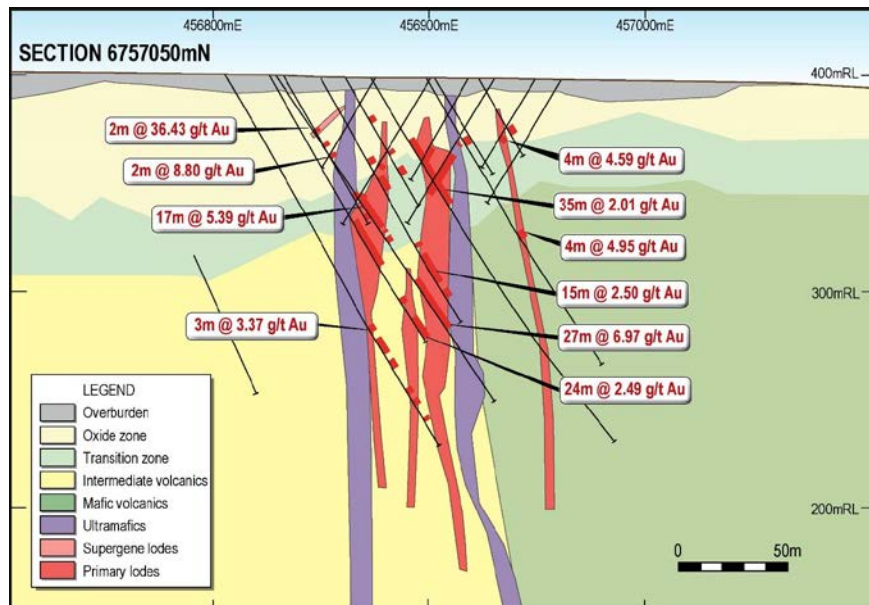 456800mE
456900mE
457000mE
SECTION 6757050mN
400mRL
2m @ 36.43 g/t Au
4m @ 4.59 g/t Au
2m @ 8.80 g/t Au
35m @ 2.01 g/t Au
17m @ 5.39 g/t Au
4m @ 4.95 g/t Au
15m @ 2.50 g/t Au
300mRL
3m @ 3.37 g/t Au
27m @ 6.97 g/t Au
24m @ 2.49 g/t Au
LEGEND
Overburden
Oxide zone
Transition zone
Intermediate volcanics
Mafic volcanics
Ultramafics
Supergene lodes
Primary lodes
200mRL
0
50m